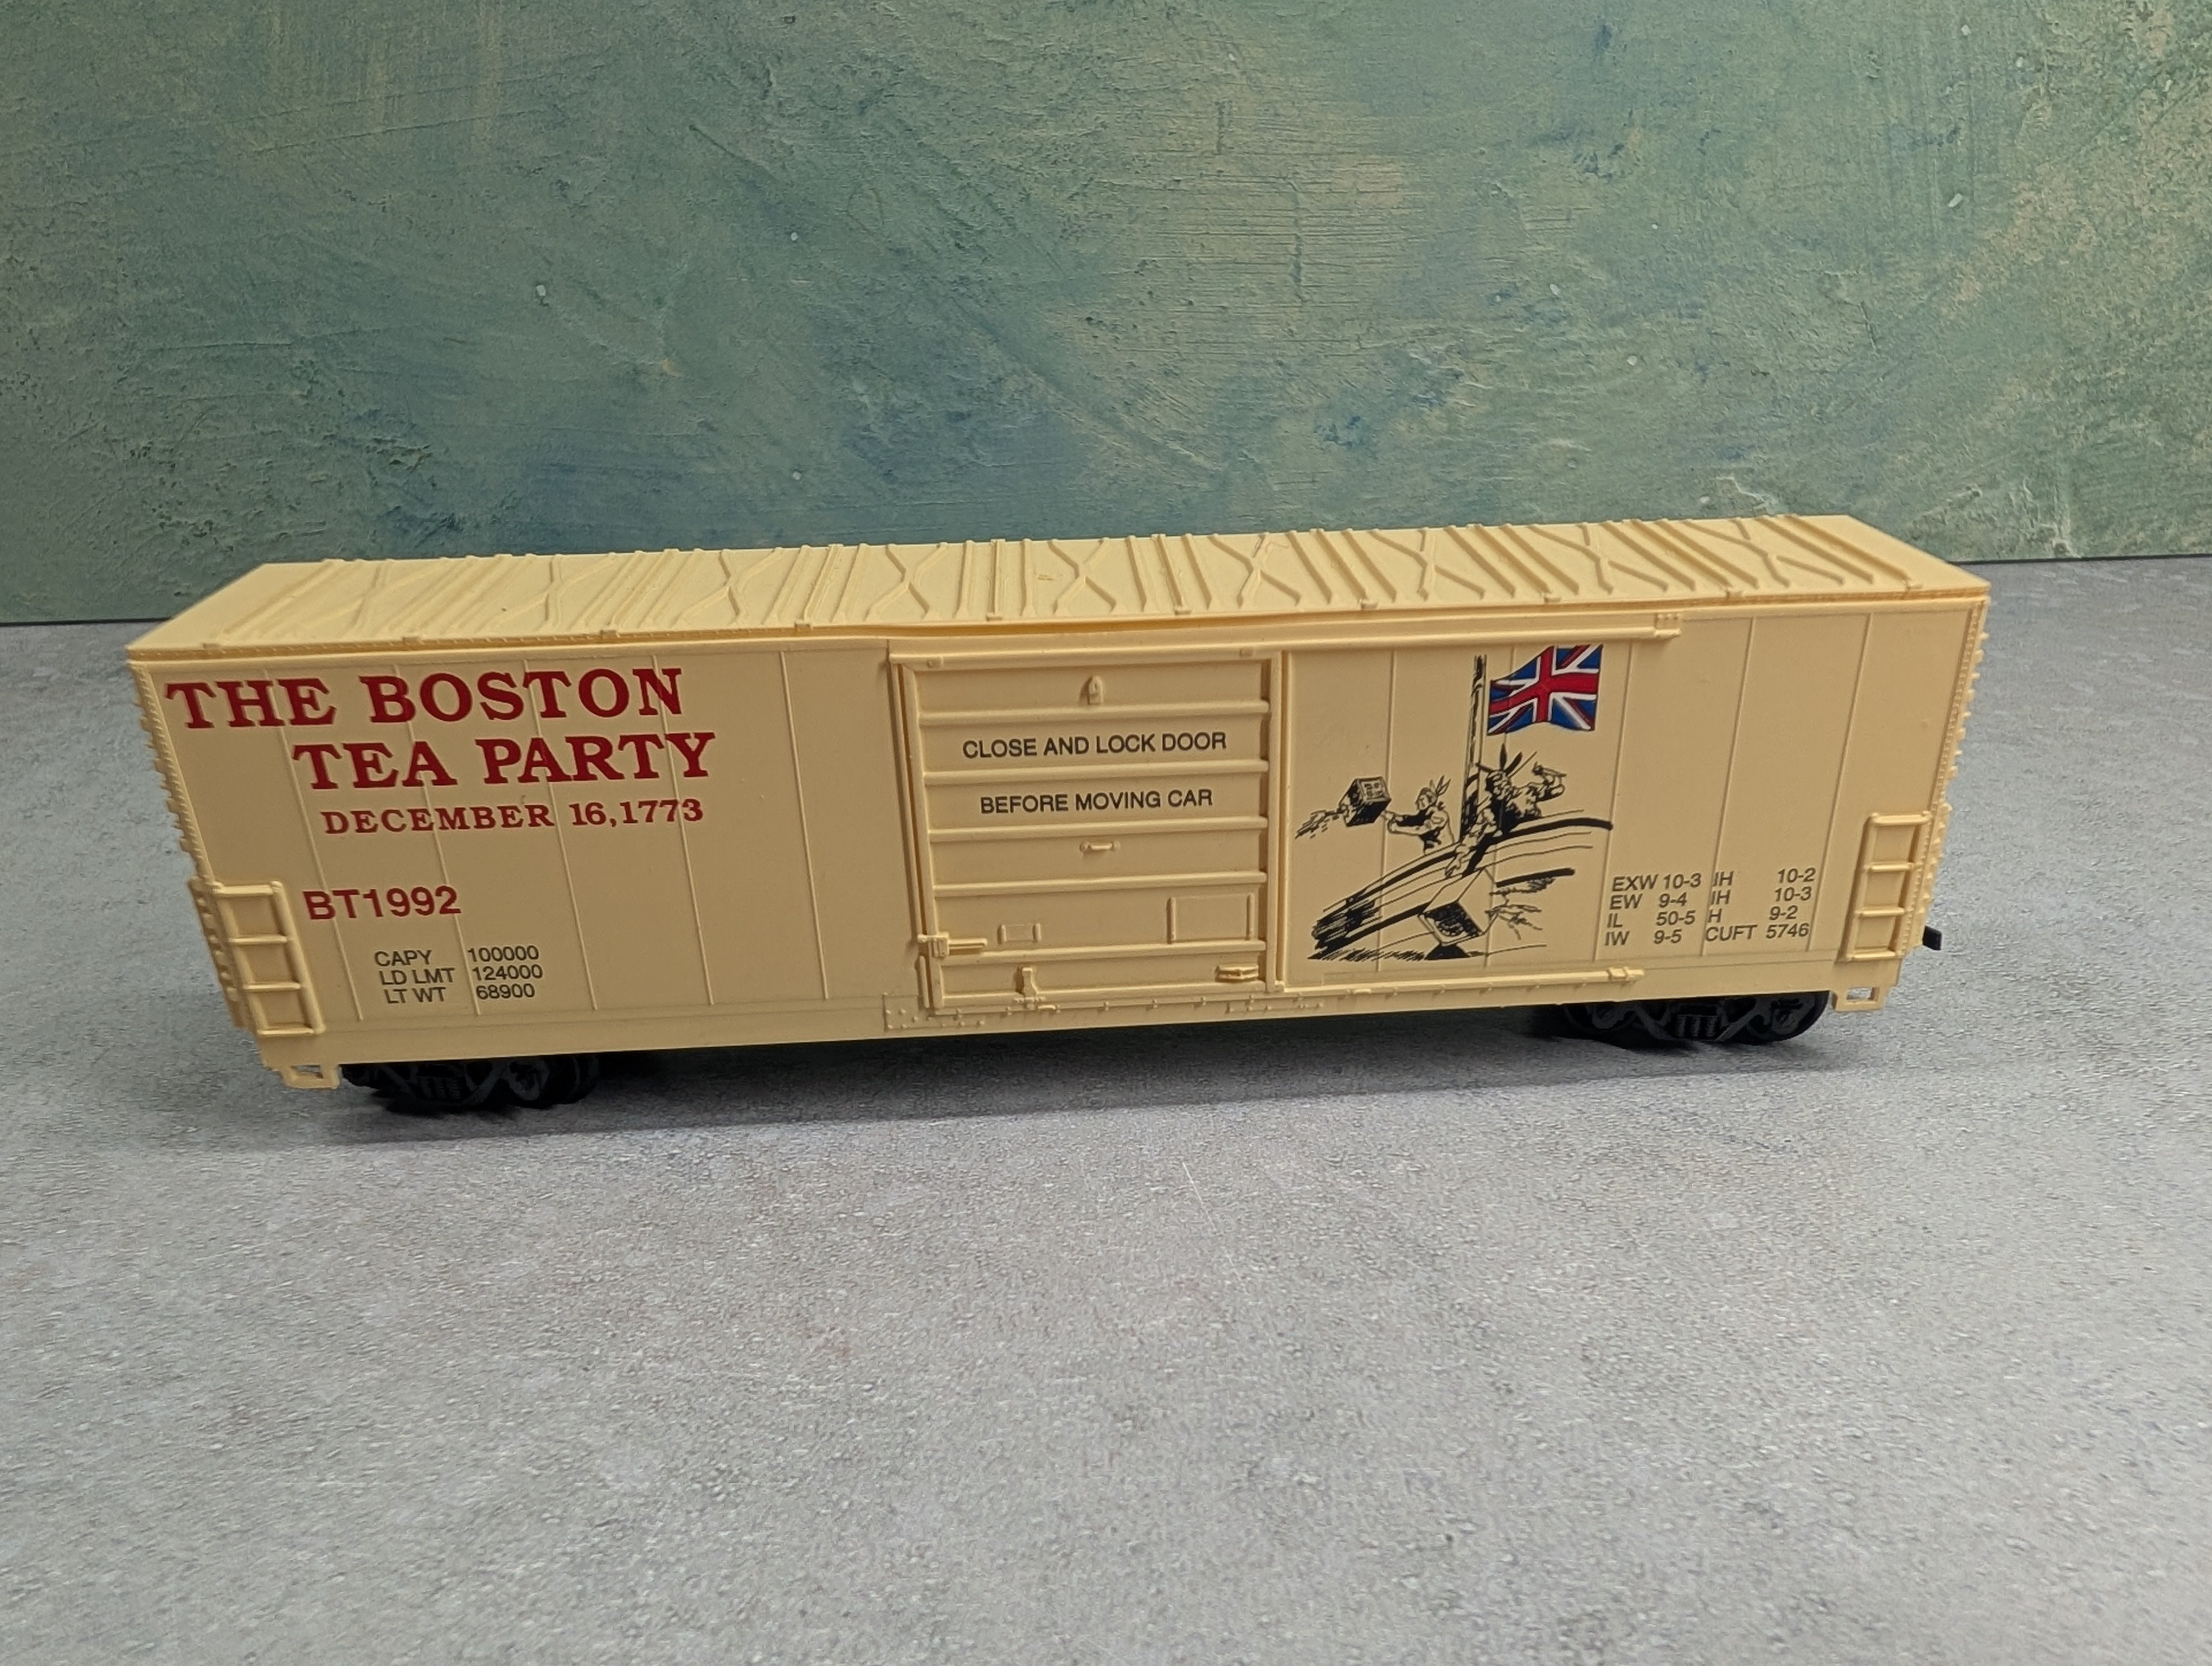 THE BOSTON
TEA PARTY
DECEMBER 16,1773
BT1992
CAPY 100000
LD LMT 124000
LT WT 68900
CLOSE AND LOCK DOOR
BEFORE MOVING CAR
EXW 10-3 IH 10-2
EW 9-4 IH 10-3
IL 50-5 H 9-2
IW 9-5 CUFT 5746